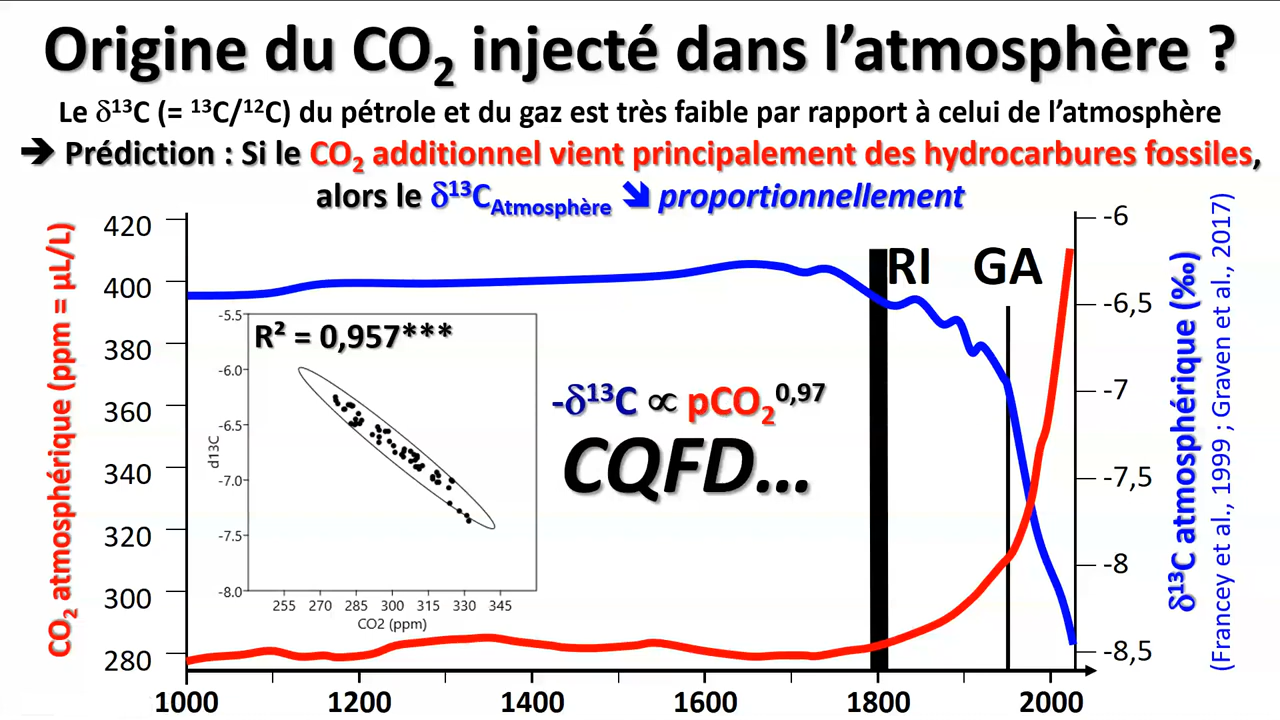 Origine du CO₂ injecté dans l’atmosphère ?
Le δ¹³C (= ¹³C/¹²C) du pétrole et du gaz est très faible par rapport à celui de l’atmosphère
➔ Prédiction : Si le CO₂ additionnel vient principalement des hydrocarbures fossiles,
alors le δ¹³C Atmosphère ➘ proportionnellement
CO₂ atmosphérique (ppm = µL/L)
420
400
380
360
340
320
300
280
RI
GA
-5.5
-6.0
-6.5
-7.0
-7.5
-8.0
d13C
R² = 0,957***
255 270 285 300 315 330 345
CO2 (ppm)
-δ¹³C ∝ pCO₂⁰,⁹⁷
CQFD...
-6
-6,5
-7
-7,5
-8
-8,5
δ¹³C atmosphérique (‰)
(Francey et al., 1999 ; Graven et al., 2017)
1000 1200 1400 1600 1800 2000